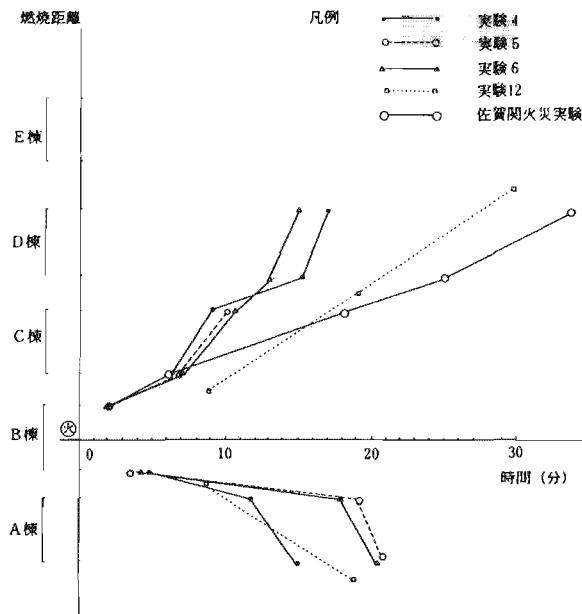 燃焼距離
凡例
実験4
実験5
実験6
実験12
佐賀関火災実験
E棟
D棟
C棟
B棟
火
0 10 20 30
時間(分)
A棟